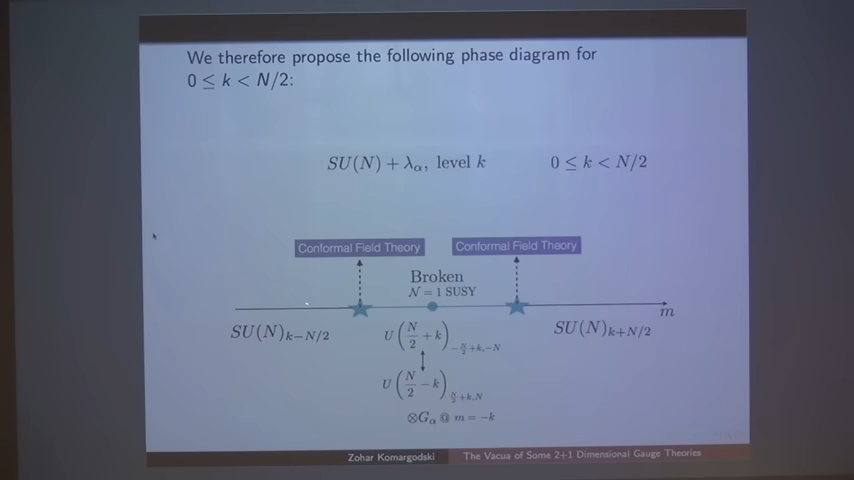 We therefore propose the following phase diagram for
0 ≤ k < N/2:
SU(N) + λ_α, level k 0 ≤ k < N/2
Conformal Field Theory Conformal Field Theory
Broken
𝒩 = 1 SUSY
m
SU(N)_{k−N/2} U(N/2 + k)_{−N/2+k,−N} SU(N)_{k+N/2}
U(N/2 − k)_{N/2+k,N}
⊗G_α @ m = −k
Zohar Komargodski The Vacua of Some 2+1 Dimensional Gauge Theories